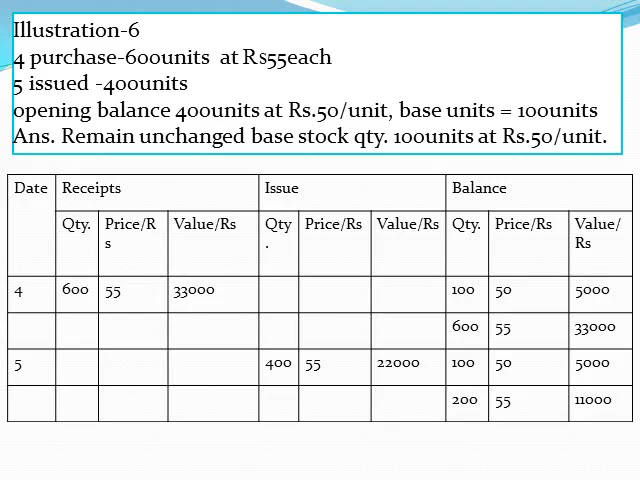 Illustration-6
4 purchase-600units at Rs55each
5 issued -400units
opening balance 400units at Rs.50/unit, base units = 100units
Ans. Remain unchanged base stock qty. 100units at Rs.50/unit.
Date Receipts Issue Balance
Qty. Price/Rs Value/Rs Qty. Price/Rs Value/Rs Qty. Price/Rs Value/Rs
4 600 55 33000 100 50 5000
600 55 33000
5 400 55 22000 100 50 5000
200 55 11000